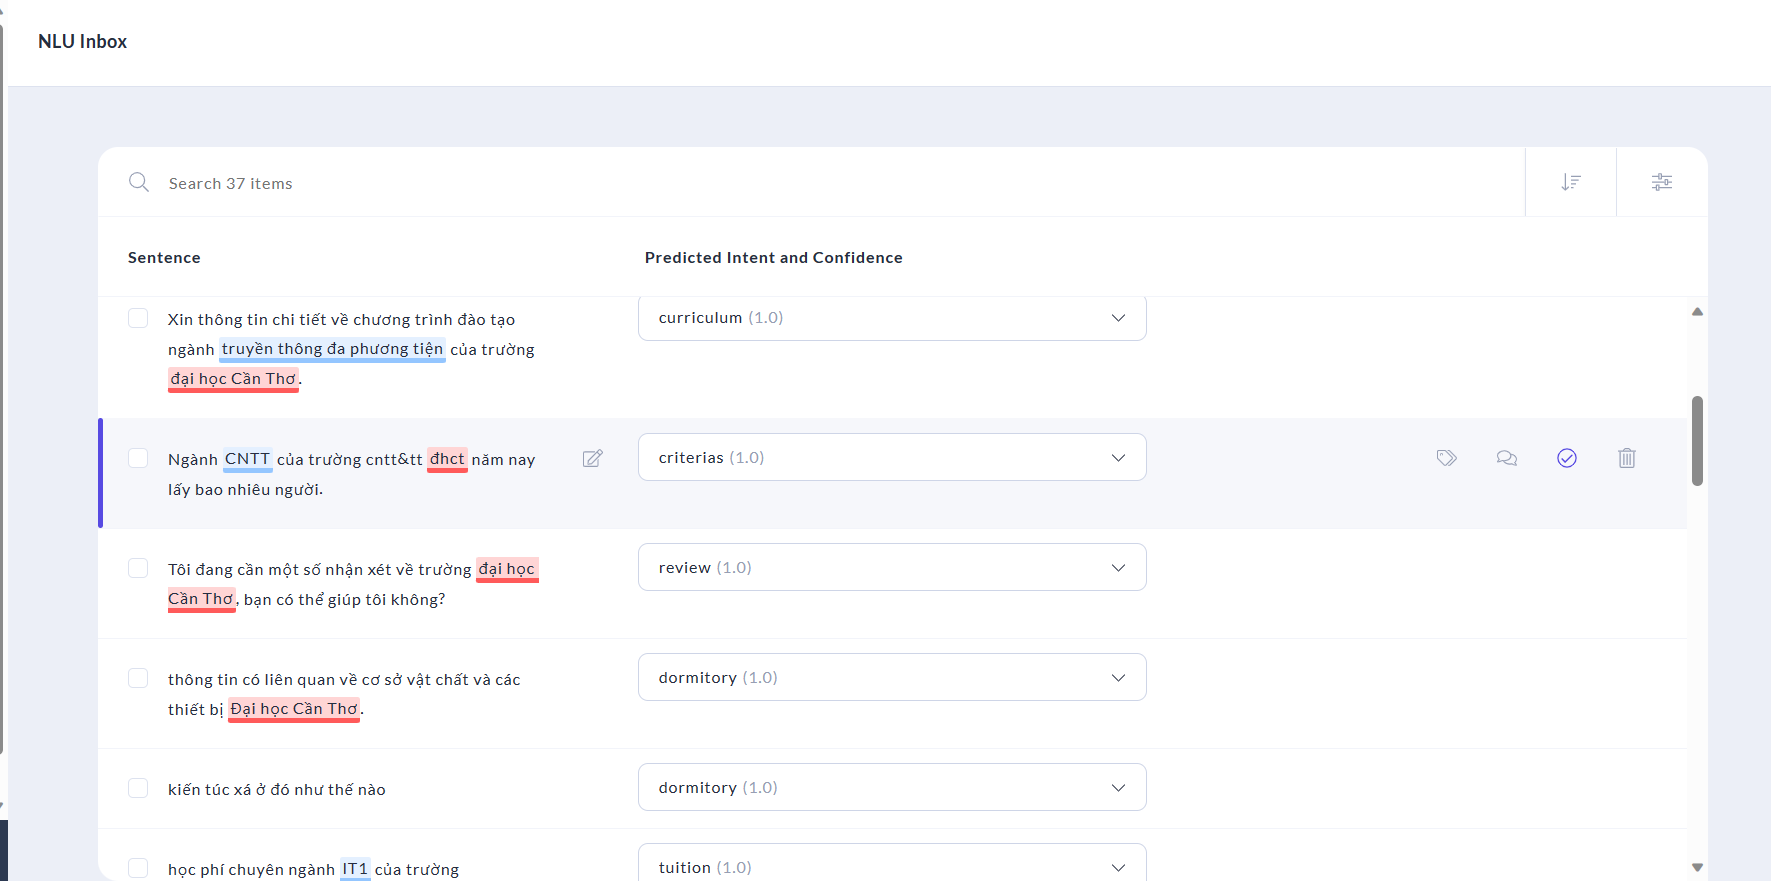 NLU Inbox
Search 37 items
Sentence
Predicted Intent and Confidence
Xin thông tin chi tiết về chương trình đào tạo
ngành truyền thông đa phương tiện của trường
đại học Cần Thơ.
curriculum (1.0)
Ngành CNTT của trường cntt&tt đhct năm nay
lấy bao nhiêu người.
criterias (1.0)
Tôi đang cần một số nhận xét về trường đại học
Cần Thơ, bạn có thể giúp tôi không?
review (1.0)
thông tin có liên quan về cơ sở vật chất và các
thiết bị Đại học Cần Thơ.
dormitory (1.0)
kiến túc xá ở đó như thế nào
dormitory (1.0)
học phí chuyên ngành IT1 của trường
tuition (1.0)